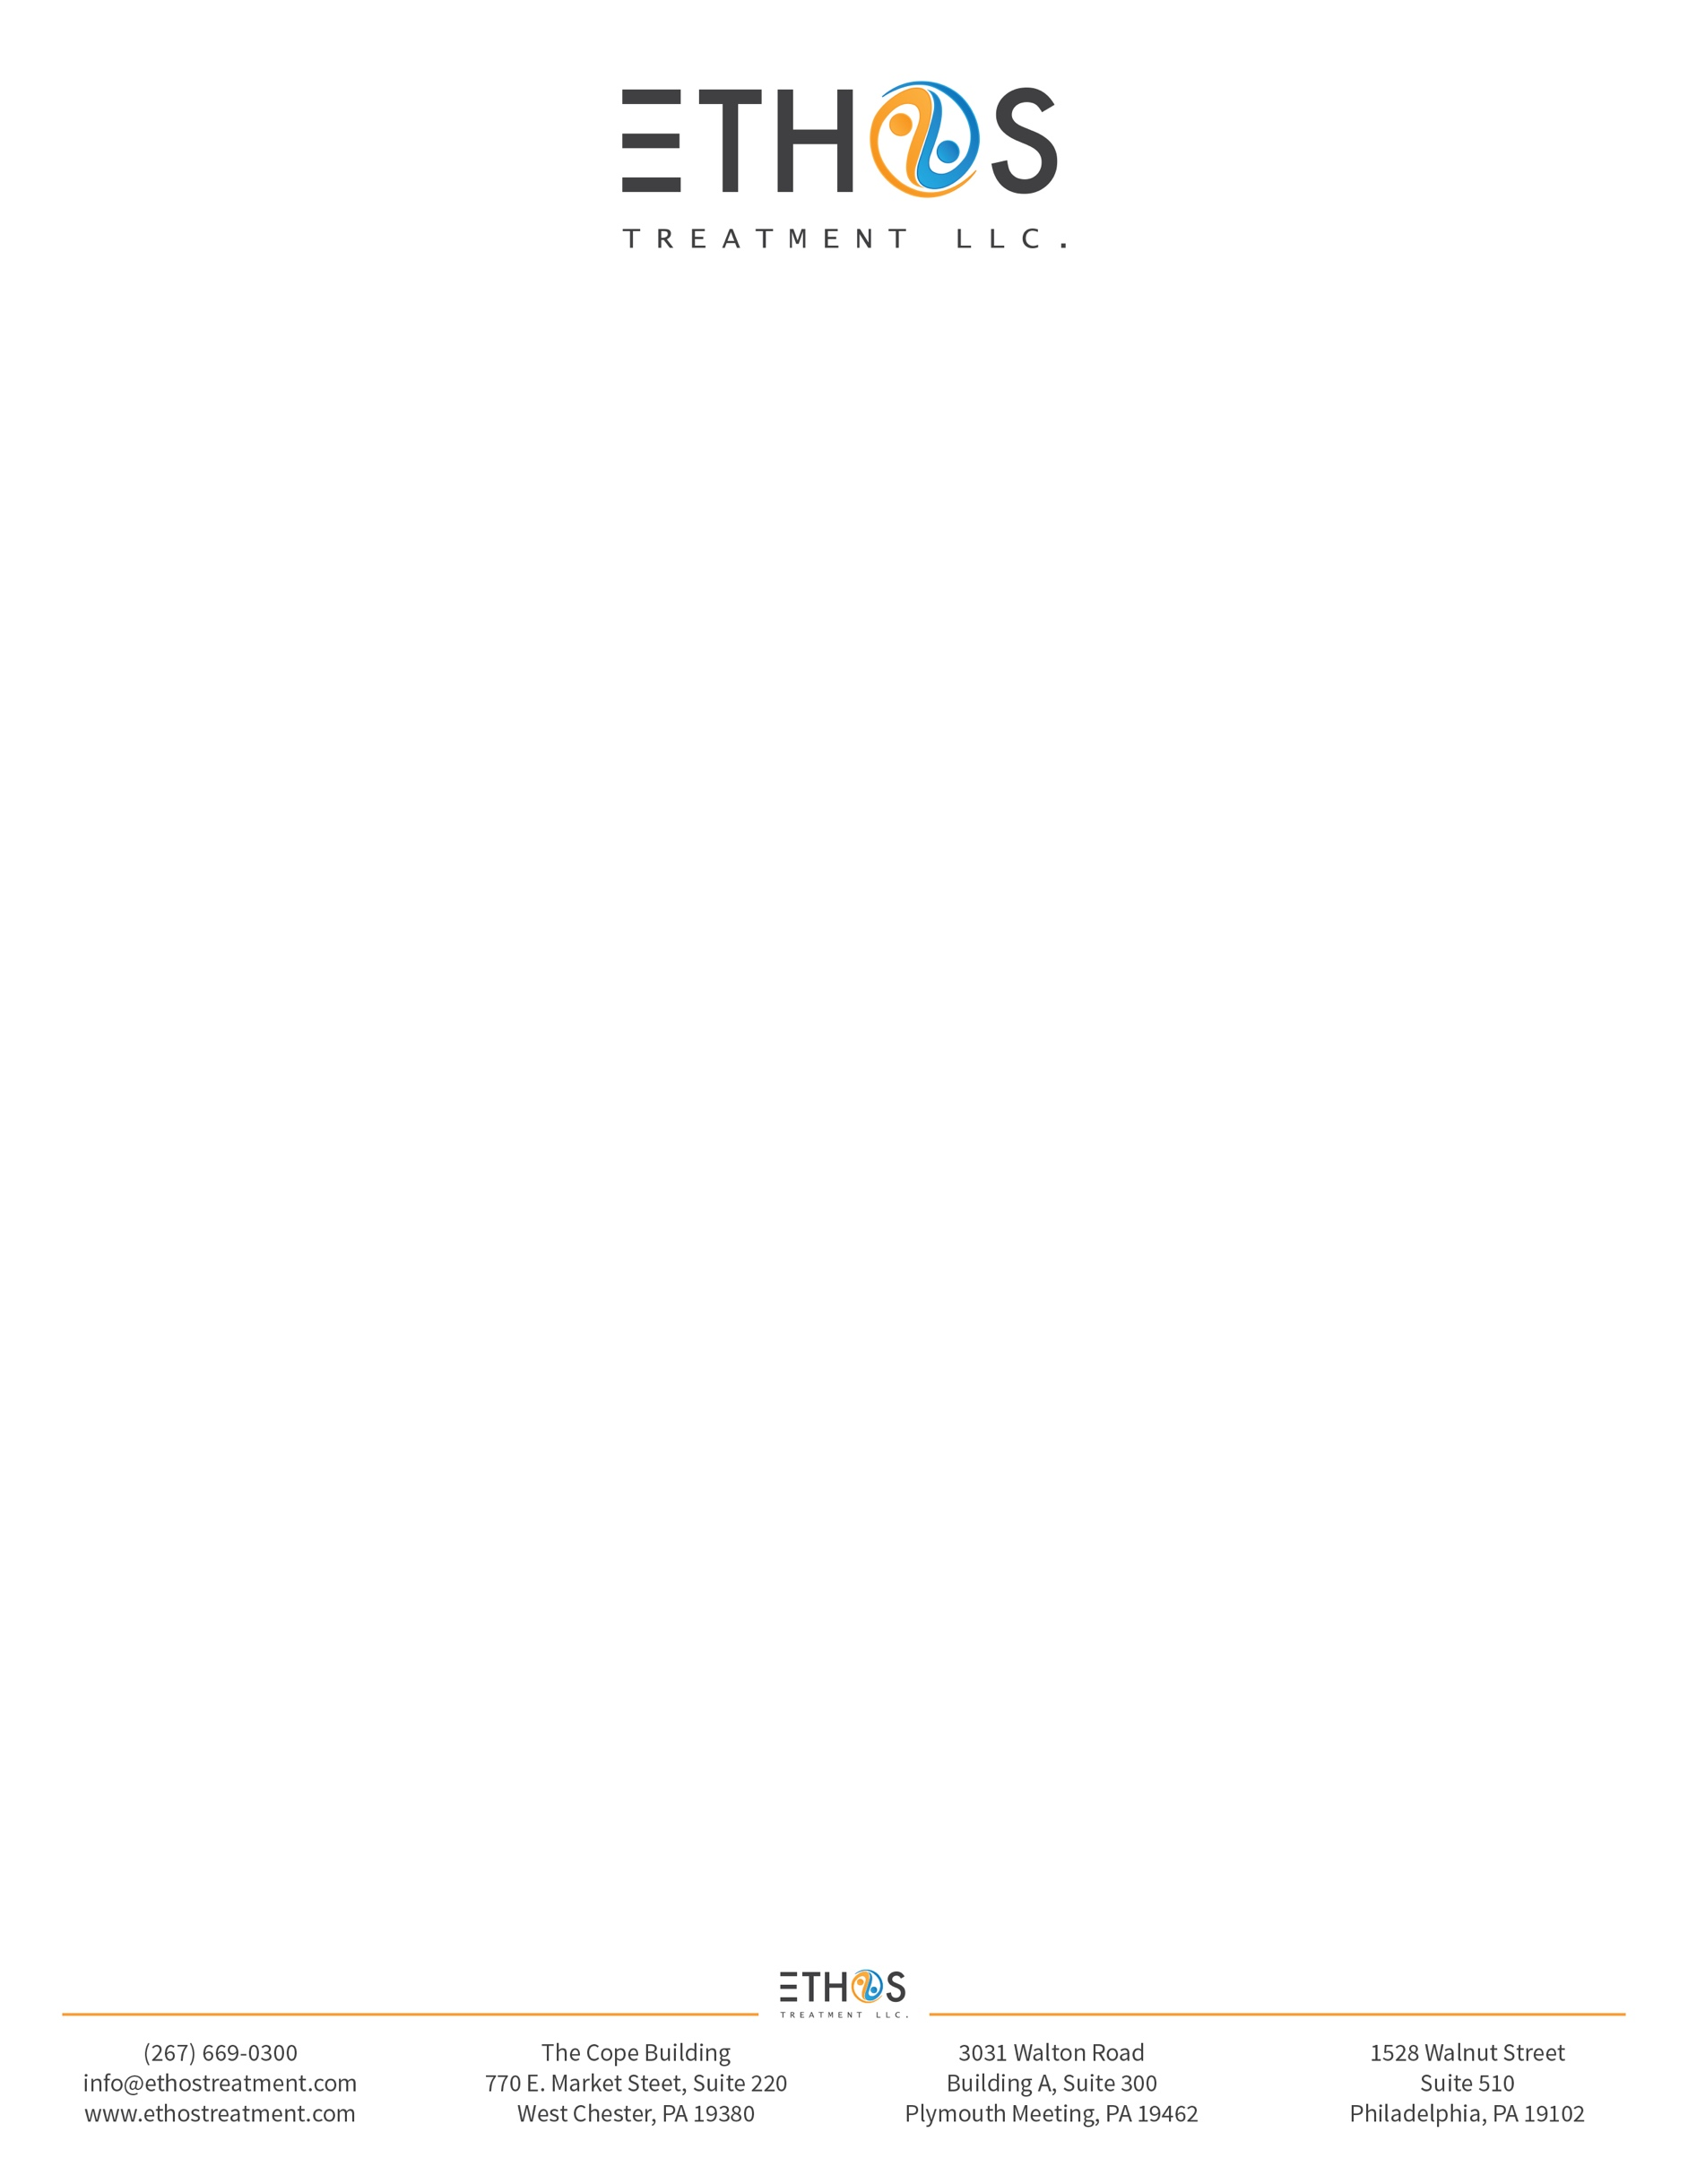 ETHOS
TREATMENT LLC.
ETHOS
TREATMENT LLC.
(267) 669-0300
info@ethostreatment.com
www.ethostreatment.com
The Cope Building
770 E. Market Steet, Suite 220
West Chester, PA 19380
3031 Walton Road
Building A, Suite 300
Plymouth Meeting, PA 19462
1528 Walnut Street
Suite 510
Philadelphia, PA 19102